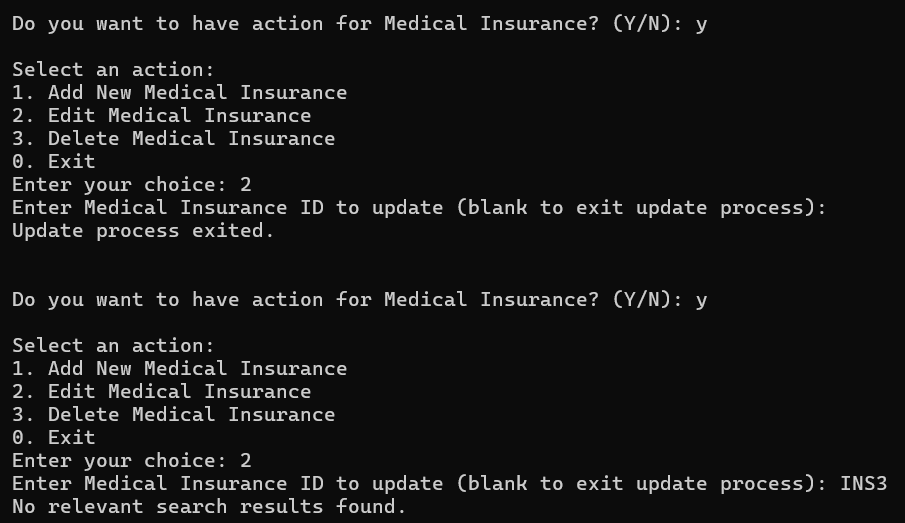 Do you want to have action for Medical Insurance? (Y/N): y
Select an action:
1. Add New Medical Insurance
2. Edit Medical Insurance
3. Delete Medical Insurance
0. Exit
Enter your choice: 2
Enter Medical Insurance ID to update (blank to exit update process):
Update process exited.
Do you want to have action for Medical Insurance? (Y/N): y
Select an action:
1. Add New Medical Insurance
2. Edit Medical Insurance
3. Delete Medical Insurance
0. Exit
Enter your choice: 2
Enter Medical Insurance ID to update (blank to exit update process): INS3
No relevant search results found.